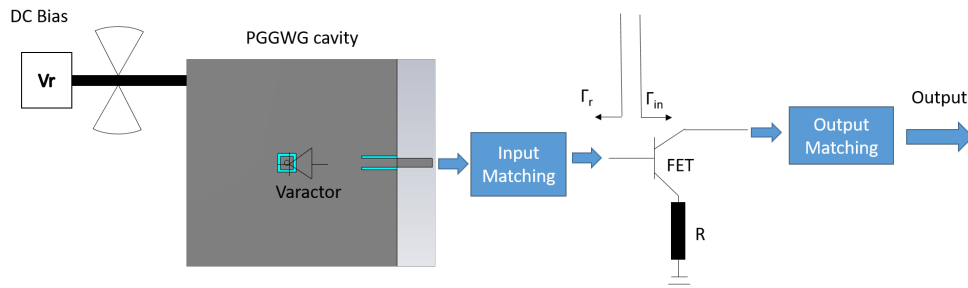 DC Bias
Vr
PGGWG cavity
Varactor
Input
Matching
Γr
Γin
FET
R
Output
Matching
Output